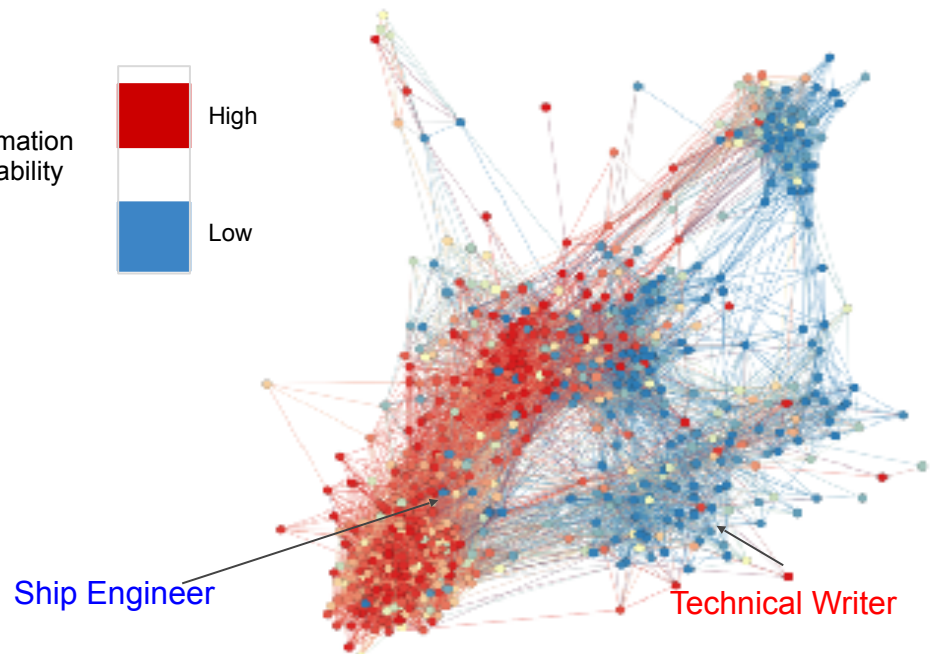 High
mation
ability
Low
Ship Engineer
Technical Writer